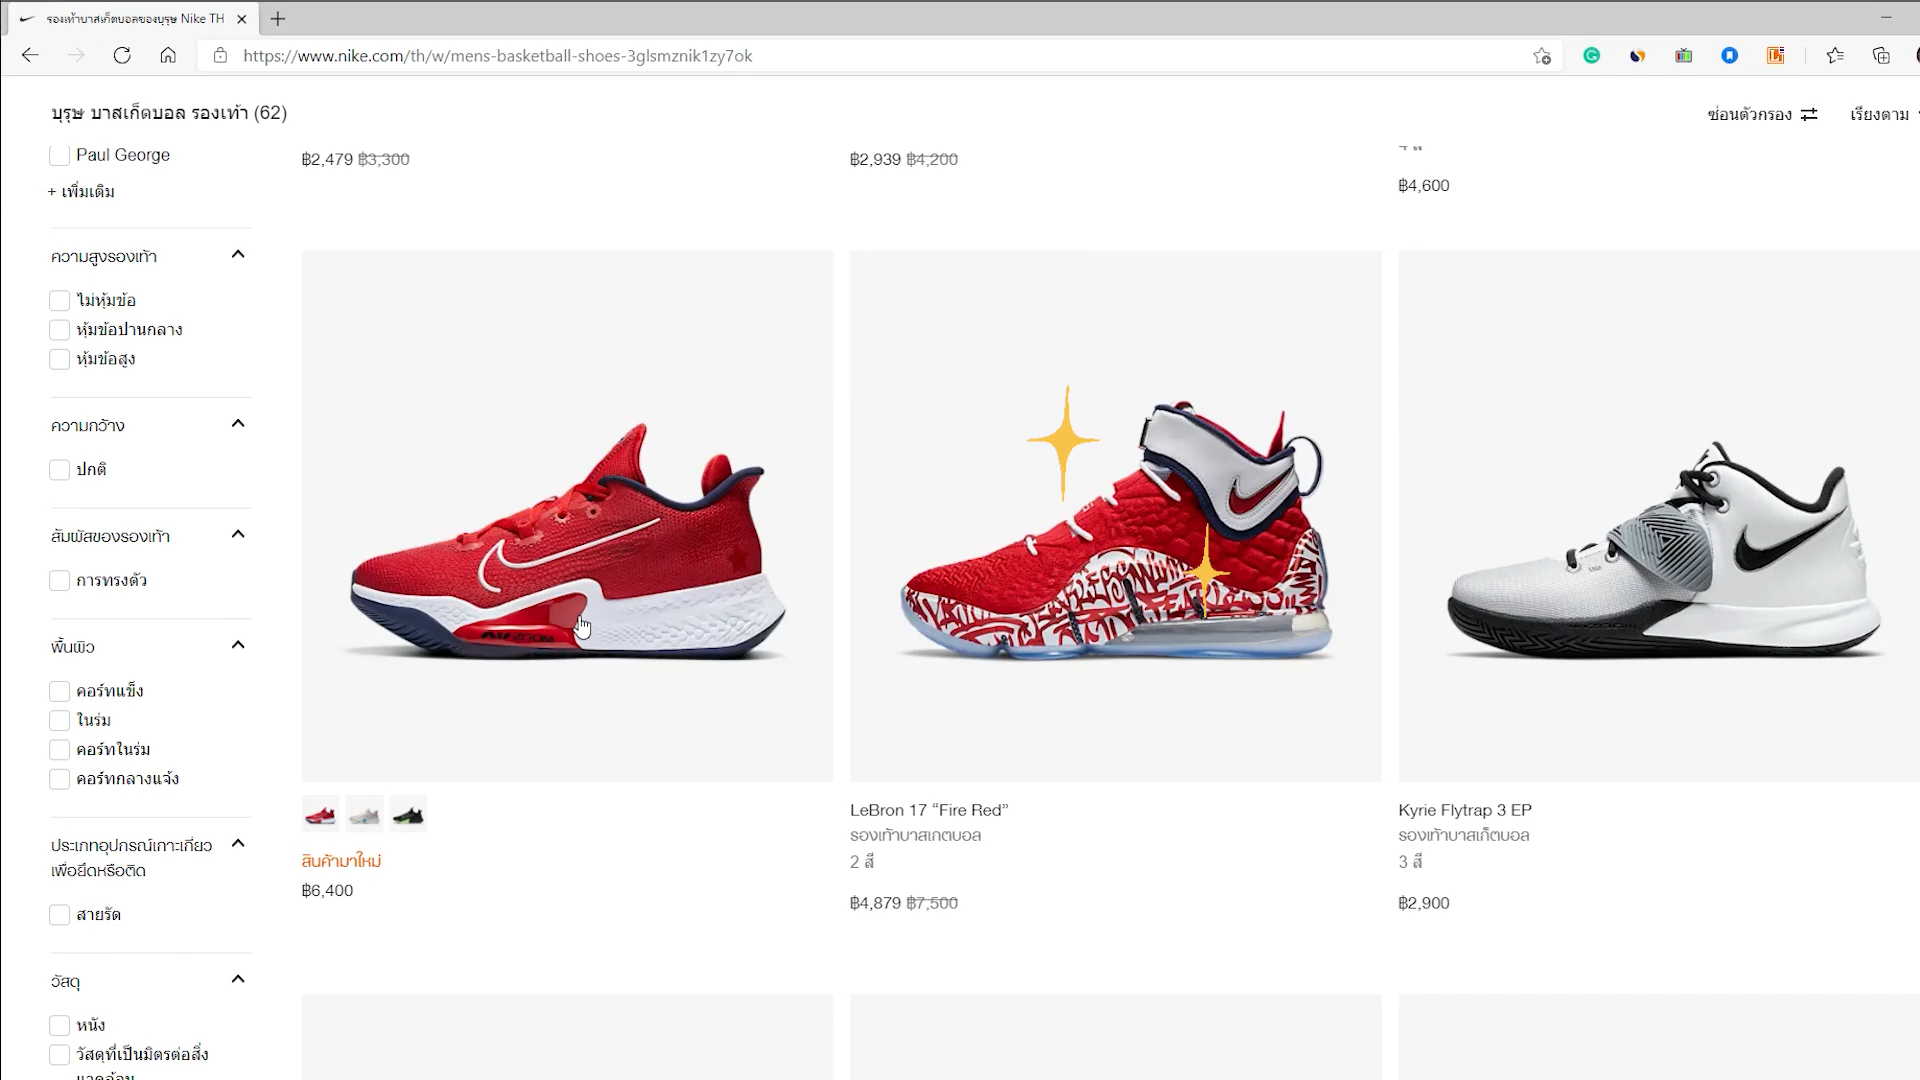 รองเท้าบาสเก็ตบอลของบุรุษ Nike TH
https://www.nike.com/th/w/mens-basketball-shoes-3glsmznik1zy7ok
บุรุษ บาสเก็ตบอล รองเท้า (62)
ซ่อนตัวกรอง
เรียงตาม
Paul George
+ เพิ่มเติม
ความสูงรองเท้า
ไม่หุ้มข้อ
หุ้มข้อปานกลาง
หุ้มข้อสูง
ความกว้าง
ปกติ
สัมผัสของรองเท้า
การทรงตัว
พื้นผิว
คอร์ทแข็ง
ในร่ม
คอร์ทในร่ม
คอร์ทกลางแจ้ง
ประเภทอุปกรณ์เกาะเกี่ยว
เพื่อยึดหรือติด
สายรัด
วัสดุ
หนัง
วัสดุที่เป็นมิตรต่อสิ่ง
แวดล้อม
฿2,479 ฿3,300
฿2,939 ฿4,200
4 สี
฿4,600
ZOOM
สินค้ามาใหม่
฿6,400
LeBron 17 “Fire Red”
รองเท้าบาสเกตบอล
2 สี
฿4,879 ฿7,500
Kyrie Flytrap 3 EP
รองเท้าบาสเก็ตบอล
3 สี
฿2,900